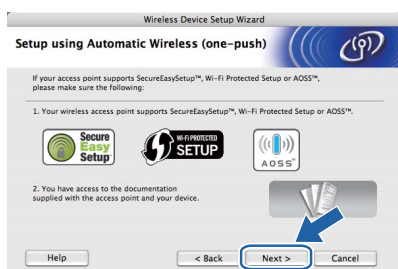 Wireless Device Setup Wizard
Setup using Automatic Wireless (one-push)
If your access point supports SecureEasySetup™, Wi-Fi Protected Setup or AOSS™,
please make sure the following:
1. Your wireless access point supports SecureEasySetup™, Wi-Fi Protected Setup or AOSS™.
Secure
Easy
Setup
Wi-Fi PROTECTED
SETUP
AOSS
2. You have access to the documentation
supplied with the access point and your device.
Help
< Back
Next >
Cancel